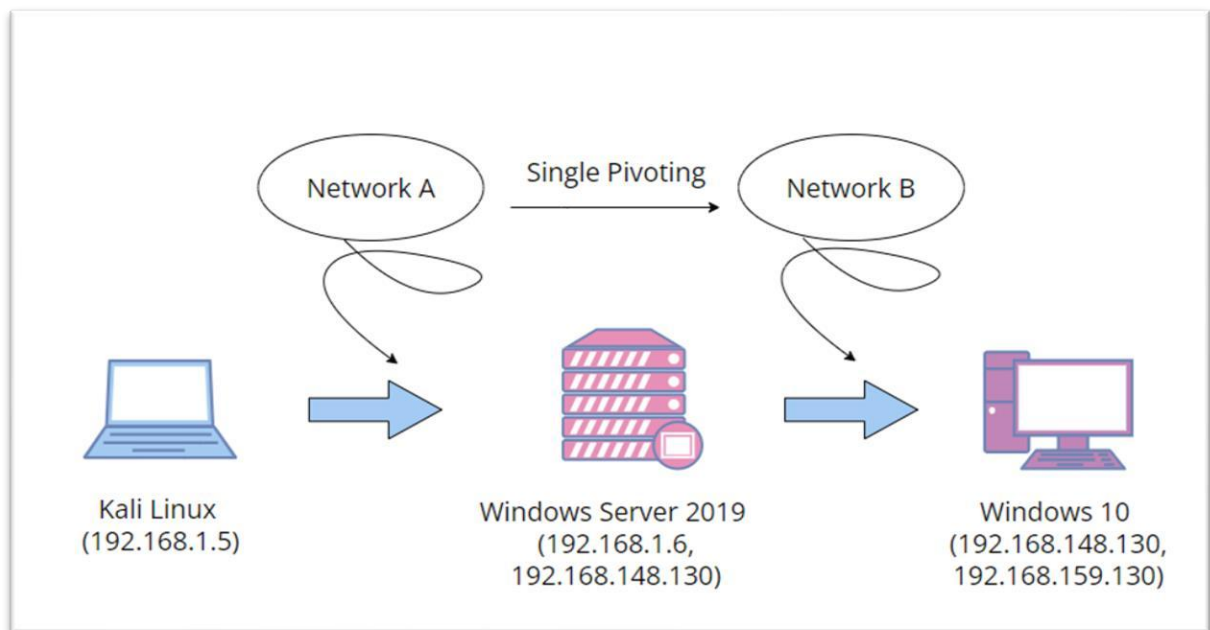 Network A
Single Pivoting
Network B
Kali Linux
(192.168.1.5)
Windows Server 2019
(192.168.1.6,
192.168.148.130)
Windows 10
(192.168.148.130,
192.168.159.130)